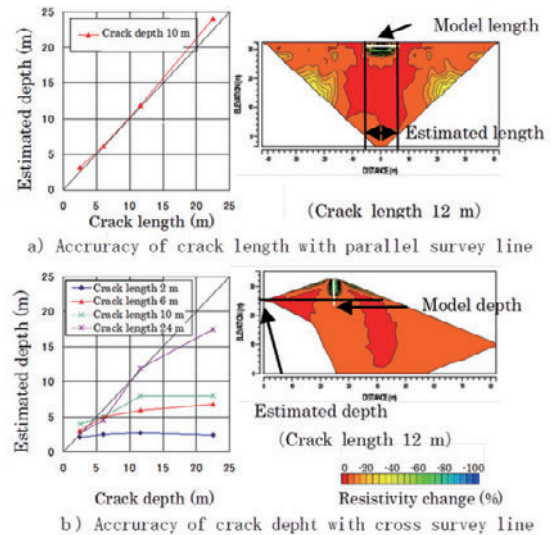 Estimated depth (m)
25
20
15
10
5
0
Crack depth 10 m
0 5 10 15 20 25
Crack length (m)
Model length
ELEVATION (m)
Estimated length
DISTANCE (m)
(Crack length 12 m)
a) Accruracy of crack length with parallel survey line
Estimated depth (m)
25
20
15
10
5
0
Crack length 2 m
Crack length 6 m
Crack length 10 m
Crack length 24 m
0 5 10 15 20 25
Crack depth (m)
ELEVATION (m)
Model depth
DISTANCE (m)
Estimated depth
(Crack length 12 m)
0 -20 -40 -60 -80 -100
Resistivity change (%)
b) Accruracy of crack depht with cross survey line